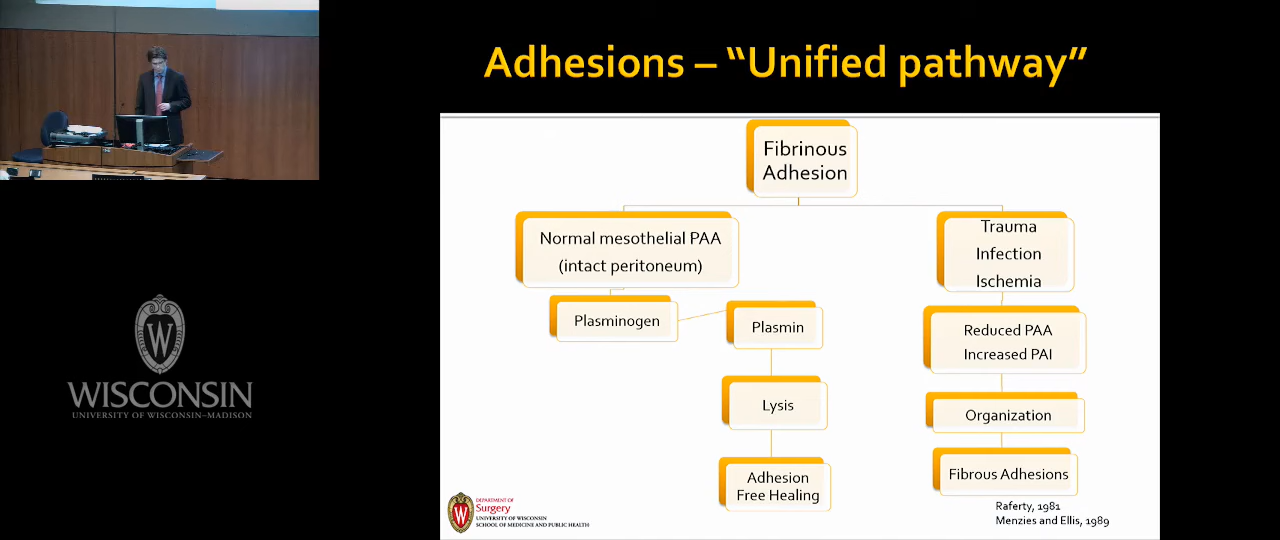 Adhesions – “Unified pathway”
Fibrinous
Adhesion
Normal mesothelial PAA
(intact peritoneum)
Trauma
Infection
Ischemia
Plasminogen
Plasmin
Reduced PAA
Increased PAI
Lysis
Organization
Adhesion
Free Healing
Fibrous Adhesions
Raferty, 1981
Menzies and Ellis, 1989
W
WISCONSIN
UNIVERSITY OF WISCONSIN–MADISON
W
DEPARTMENT OF
Surgery
UNIVERSITY OF WISCONSIN
SCHOOL OF MEDICINE AND PUBLIC HEALTH